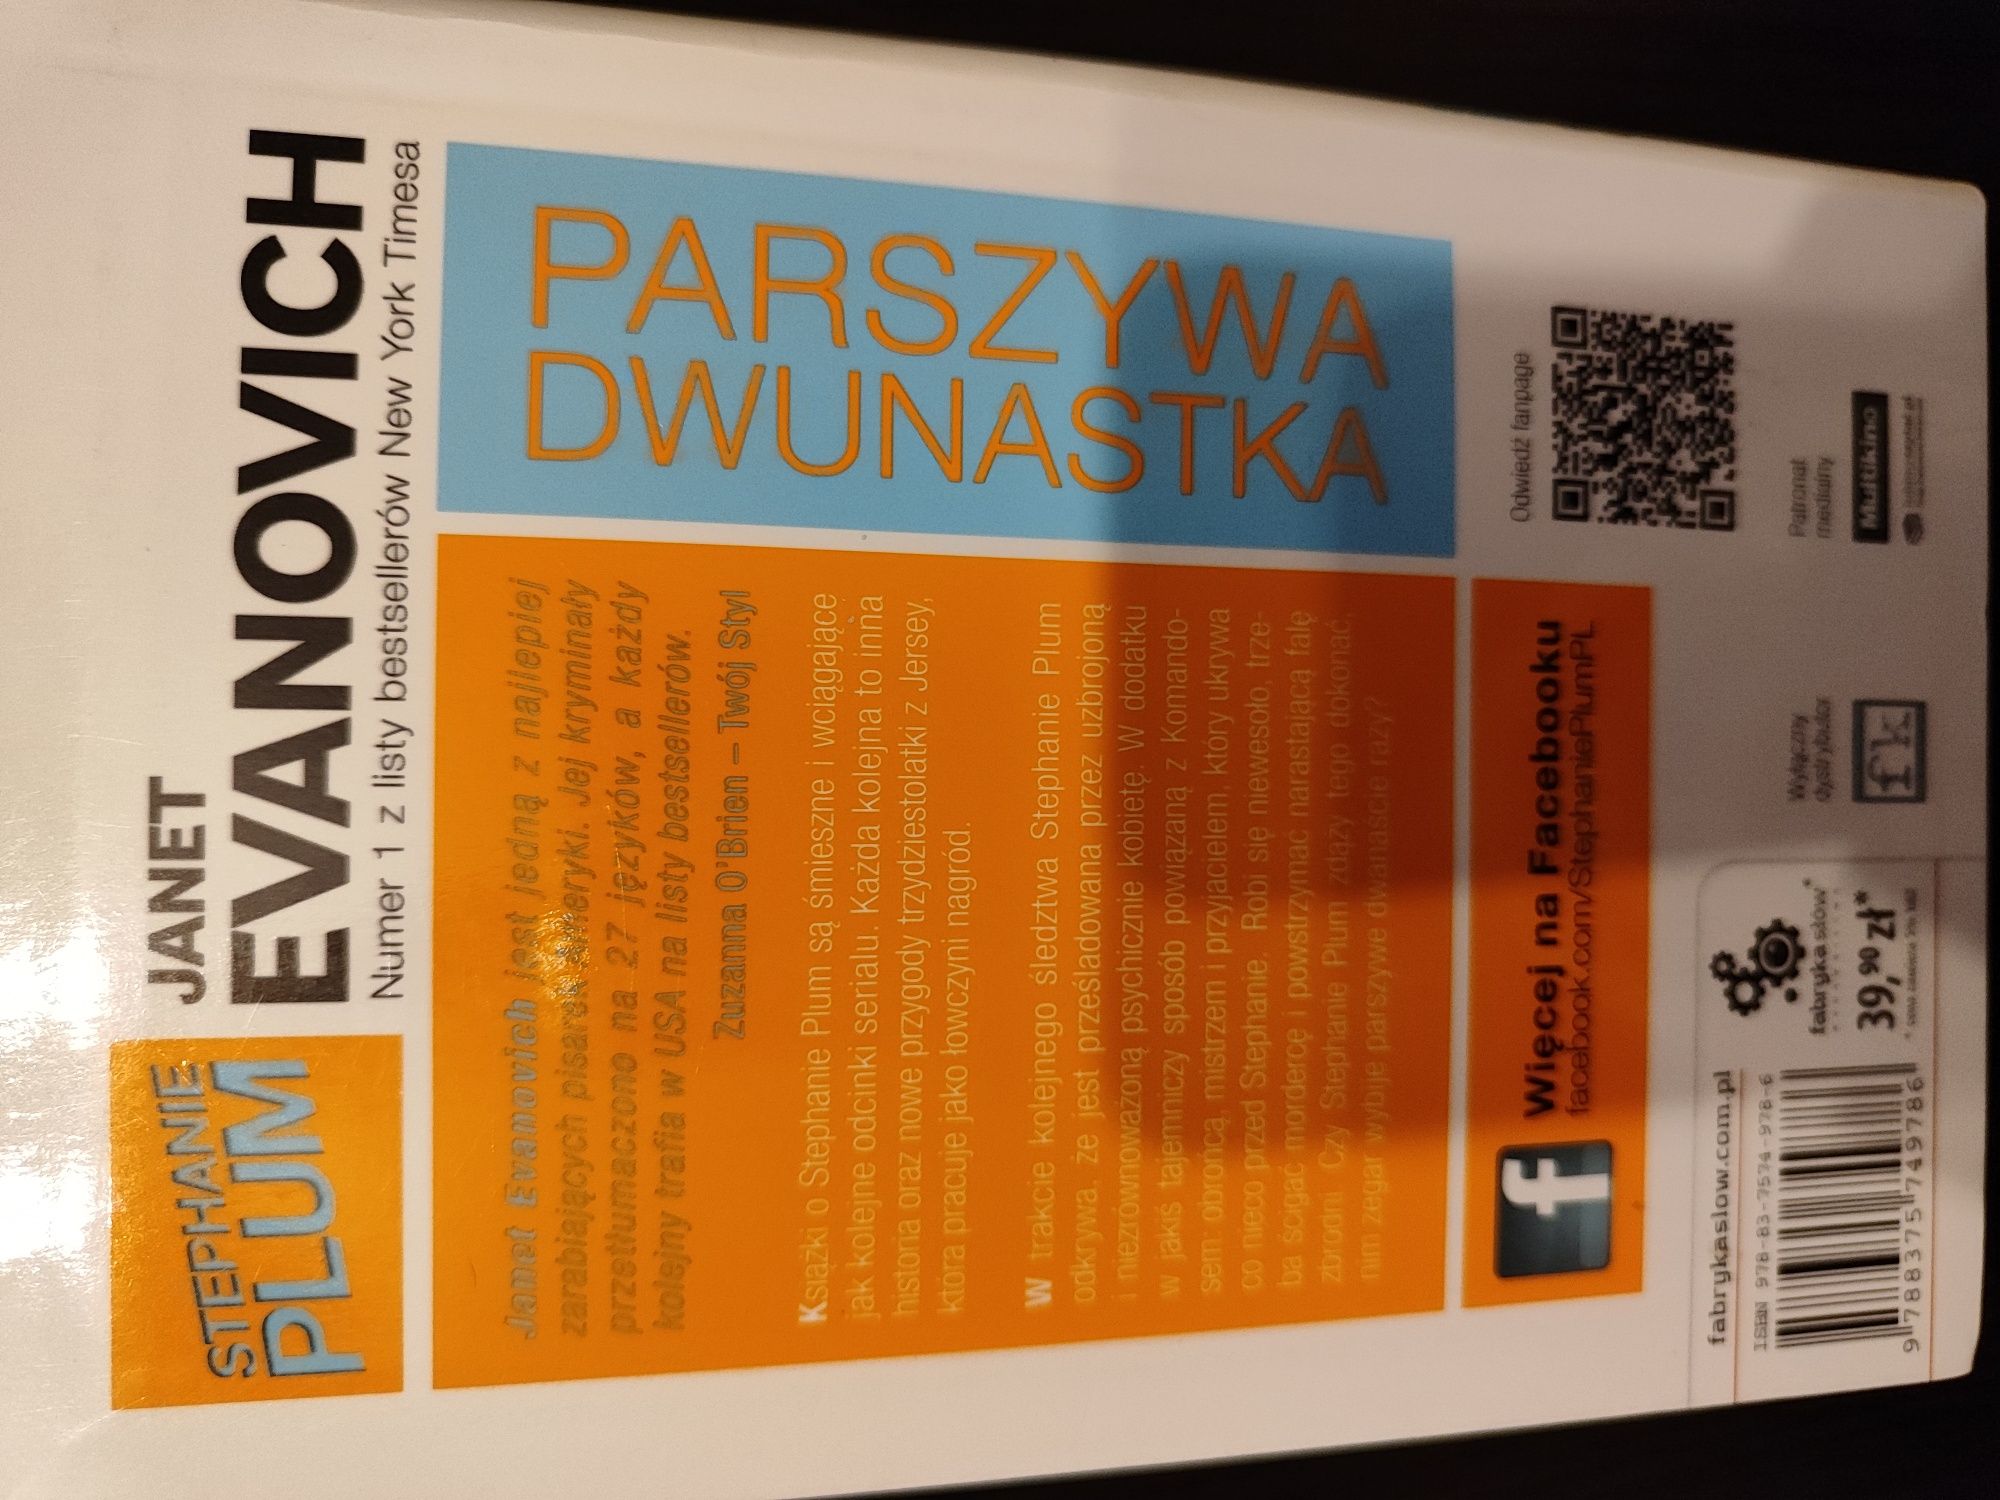 STEPHANIE
PLUM
JANET
EVANOVICH
Numer 1 z listy bestsellerów New York Timesa
Janet Evanovich jest jedną z najlepiej
zarabiających pisarek Ameryki. Jej kryminały
przetłumaczono na 27 języków, a każdy
kolejny trafia w USA na listy bestsellerów.
Zuzanna O'Brien – Twój Styl
Książki o Stephanie Plum są śmieszne i wciągające
jak kolejne odcinki serialu. Każda kolejna to inna
historia oraz nowe przygody trzydziestolatki z Jersey,
która pracuje jako łowczyni nagród.
W trakcie kolejnego śledztwa Stephanie Plum
odkrywa, że jest prześladowana przez uzbrojoną
i niezrównoważoną psychicznie kobietę. W dodatku
w jakiś tajemniczy sposób powiązaną z Komando-
sem: obrońcą, mistrzem i przyjacielem, który ukrywa
co nieco przed Stephanie. Robi się niewesoło, trze-
ba ścigać mordercę i powstrzymać narastającą falę
zbrodni. Czy Stephanie Plum zdąży tego dokonać,
nim zegar wybije parszywe dwanaście razy?
PARSZYWA
DWUNASTKA
Więcej na Facebooku
facebook.com/StephaniePlumPL
Odwiedź fanpage
fabrykaslow.com.pl
ISBN 978-83-7574-978-6
9 788375 749786
fabryka słów
39,90 zł*
Wyłączny
dystrybutor
fk
Patronat
medialny
Multikino